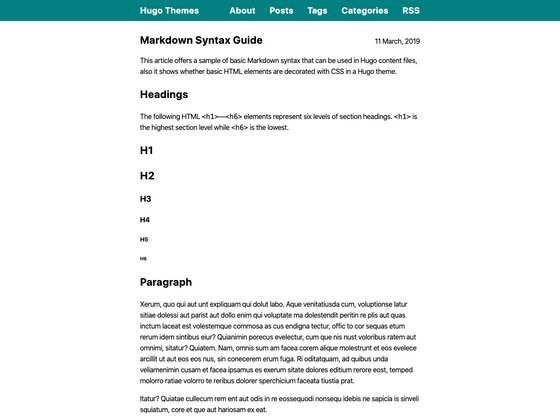 Hugo Themes About Posts Tags Categories RSS
Markdown Syntax Guide 11 March, 2019
This article offers a sample of basic Markdown syntax that can be used in Hugo content files,
also it shows whether basic HTML elements are decorated with CSS in a Hugo theme.
Headings
The following HTML <h1>—<h6> elements represent six levels of section headings. <h1> is
the highest section level while <h6> is the lowest.
H1
H2
H3
H4
H5
H6
Paragraph
Xerum, quo qui aut unt expliquam qui dolut labo. Aque venitatiusda cum, voluptionse latur
sitiae dolessi aut parist aut dollo enim qui voluptate ma dolestendit peritin re plis aut quas
inctum laceat est volestemque commosa as cus endigna tectur, offic to cor sequas etum
rerum idem sintibus eiur? Quianimin porecus evelectur, cum que nis nust voloribus ratem aut
omnimi, sitatur? Quiatem. Nam, omnis sum am facea corem alique molestrunt et eos evelece
arcillit ut aut eos eos nus, sin conecerem erum fuga. Ri oditatquam, ad quibus unda
veliamenimin cusam et facea ipsamus es exerum sitate dolores editium rerore eost, temped
molorro ratiae volorro te reribus dolorer sperchicium faceata tiustia prat.
Itatur? Quiatae cullecum rem ent aut odis in re eossequodi nonsequ idebis ne sapicia is sinveli
squiatum, core et que aut hariosam ex eat.